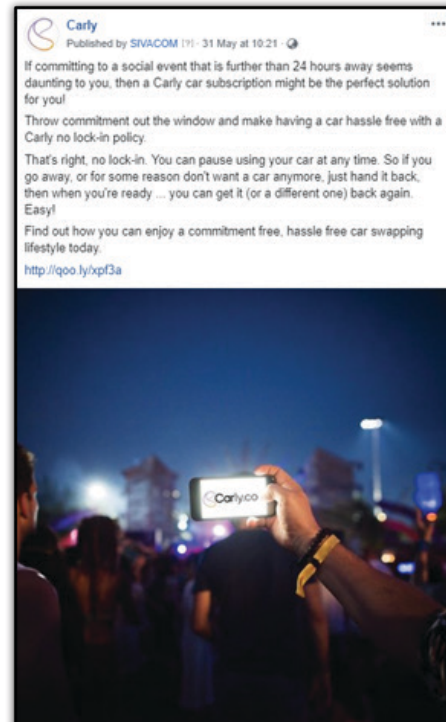 Carly
Published by SIVACOM [?] · 31 May at 10:21 ·
If committing to a social event that is further than 24 hours away seems
daunting to you, then a Carly car subscription might be the perfect solution
for you!
Throw commitment out the window and make having a car hassle free with a
Carly no lock-in policy.
That's right, no lock-in. You can pause using your car at any time. So if you
go away, or for some reason don't want a car anymore, just hand it back,
then when you're ready ... you can get it (or a different one) back again.
Easy!
Find out how you can enjoy a commitment free, hassle free car swapping
lifestyle today.
http://qoo.ly/xpf3a
Carly.co